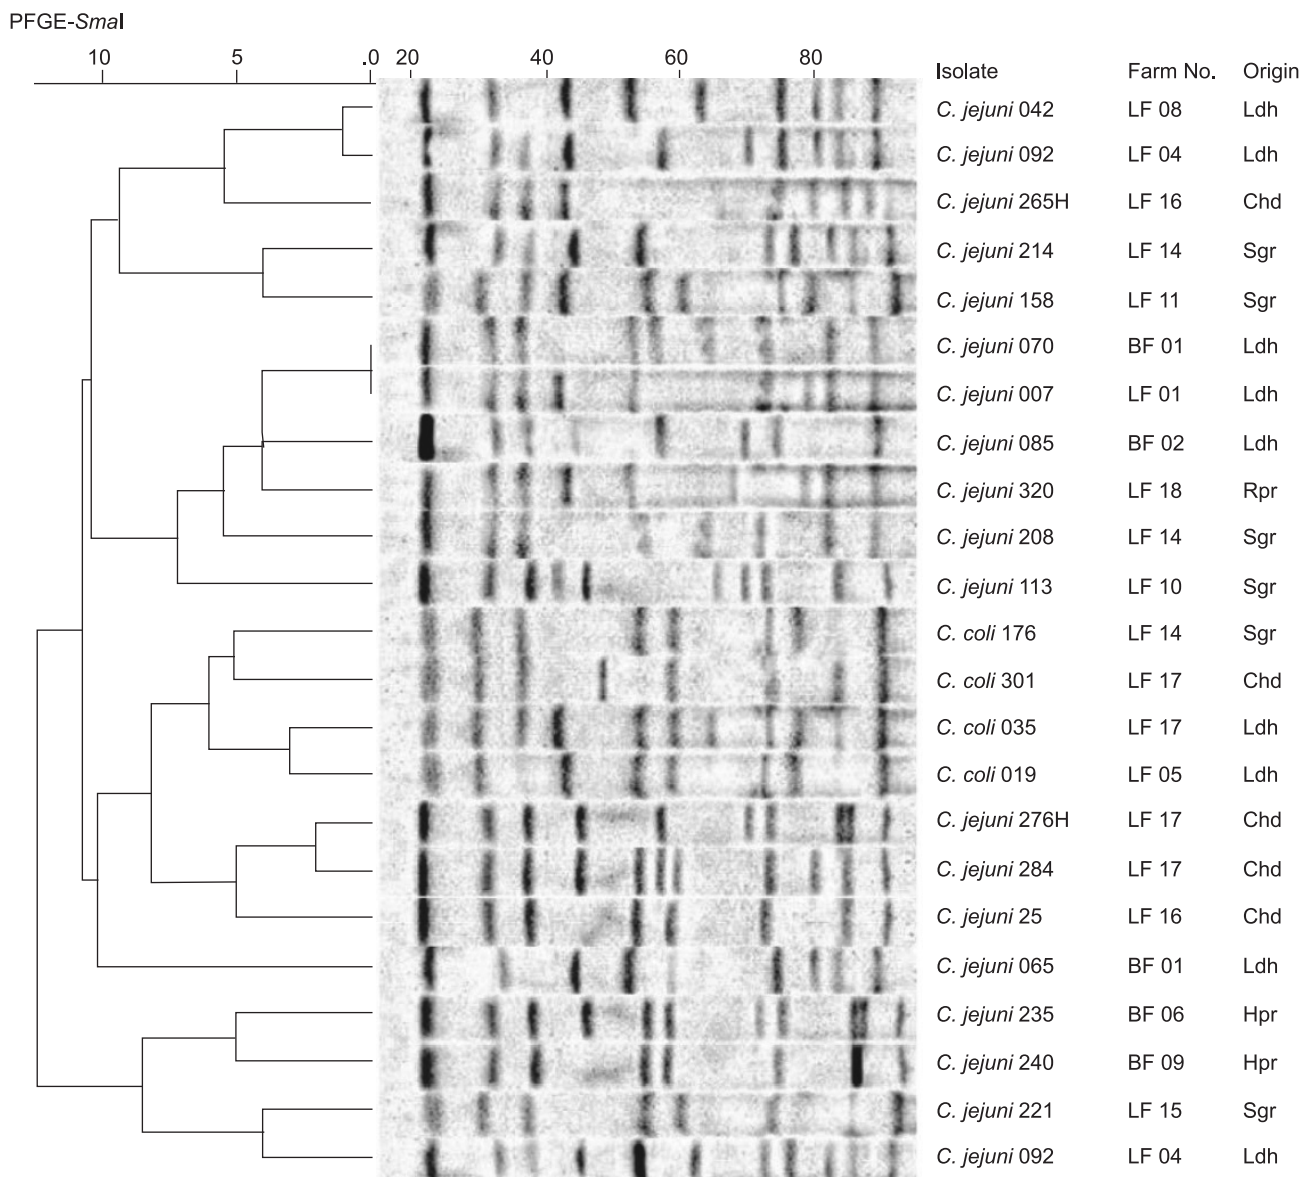 PFGE-SmaI
10 5 .0 20 40 60 80
Isolate Farm No. Origin
C. jejuni 042 LF 08 Ldh
C. jejuni 092 LF 04 Ldh
C. jejuni 265H LF 16 Chd
C. jejuni 214 LF 14 Sgr
C. jejuni 158 LF 11 Sgr
C. jejuni 070 BF 01 Ldh
C. jejuni 007 LF 01 Ldh
C. jejuni 085 BF 02 Ldh
C. jejuni 320 LF 18 Rpr
C. jejuni 208 LF 14 Sgr
C. jejuni 113 LF 10 Sgr
C. coli 176 LF 14 Sgr
C. coli 301 LF 17 Chd
C. coli 035 LF 17 Ldh
C. coli 019 LF 05 Ldh
C. jejuni 276H LF 17 Chd
C. jejuni 284 LF 17 Chd
C. jejuni 25 LF 16 Chd
C. jejuni 065 BF 01 Ldh
C. jejuni 235 BF 06 Hpr
C. jejuni 240 BF 09 Hpr
C. jejuni 221 LF 15 Sgr
C. jejuni 092 LF 04 Ldh